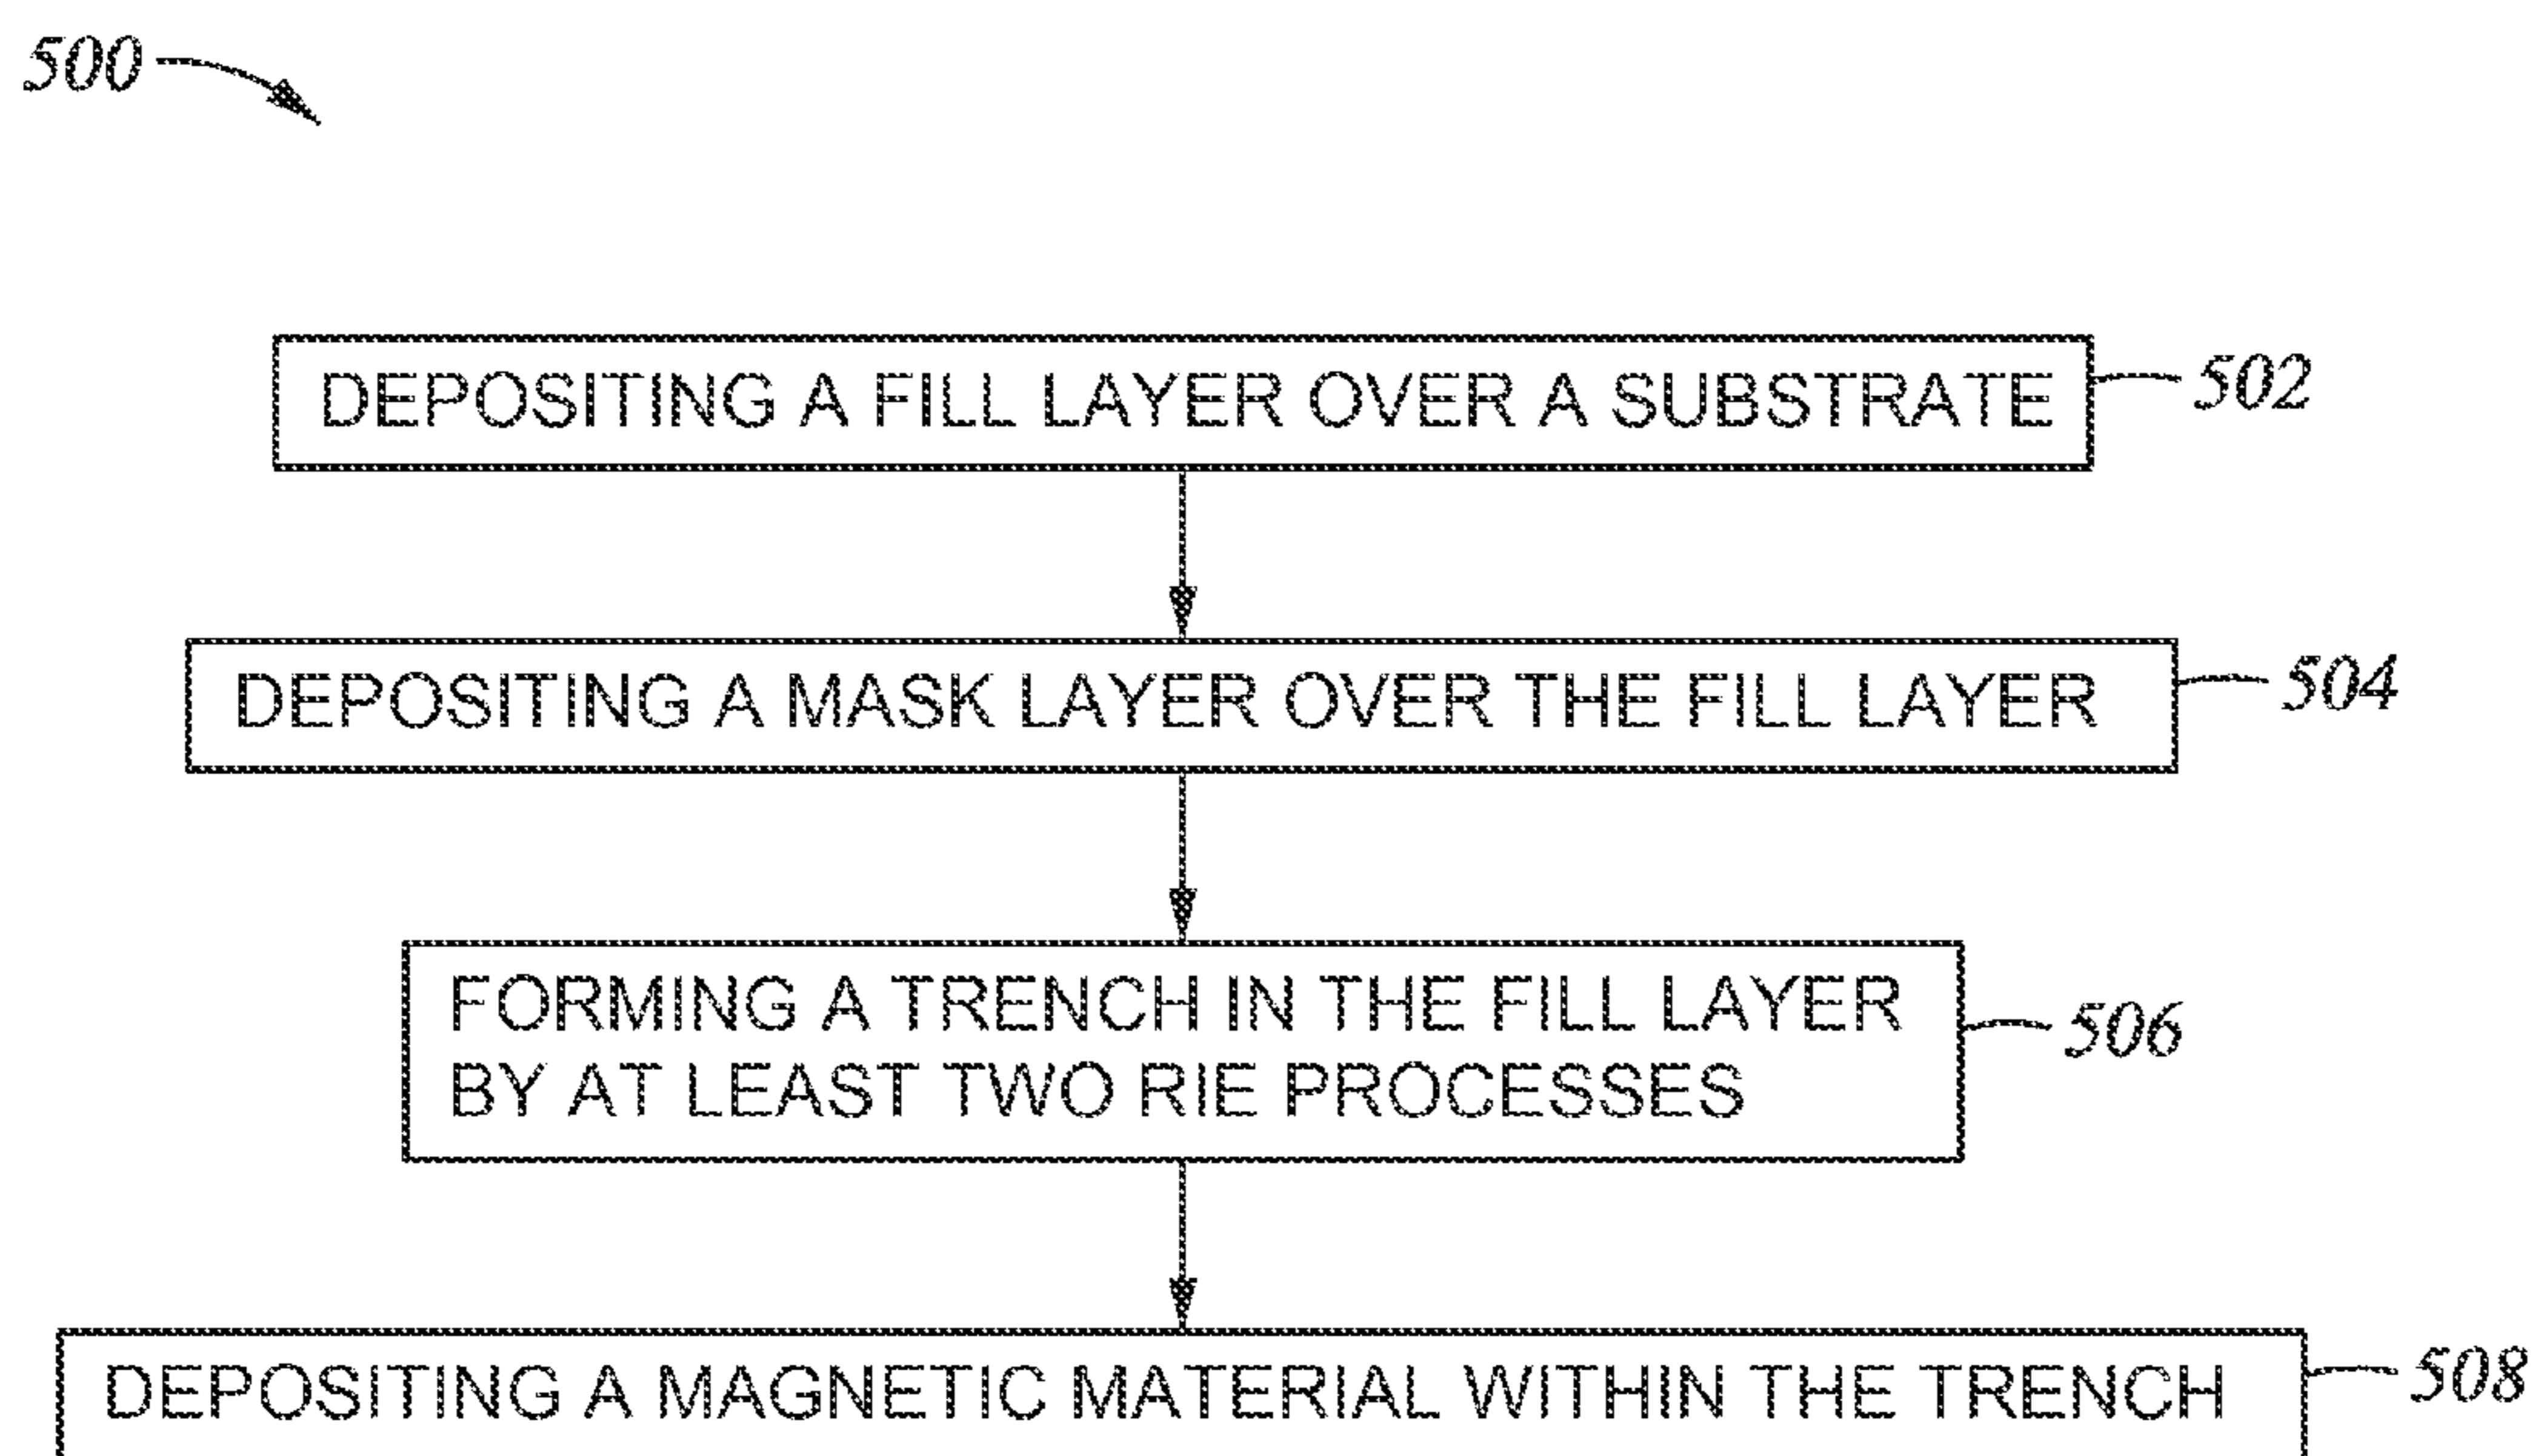 500
DEPOSITING A FILL LAYER OVER A SUBSTRATE
502
DEPOSITING A MASK LAYER OVER THE FILL LAYER
504
FORMING A TRENCH IN THE FILL LAYER
BY AT LEAST TWO RIE PROCESSES
506
DEPOSITING A MAGNETIC MATERIAL WITHIN THE TRENCH
508